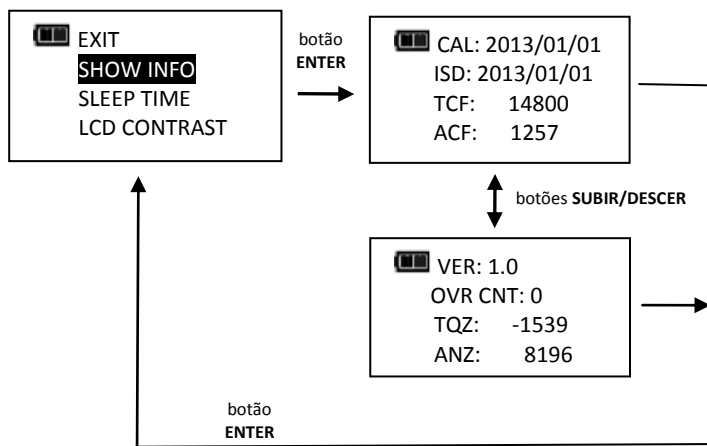 EXIT
SHOW INFO
SLEEP TIME
LCD CONTRAST
botão
ENTER
CAL: 2013/01/01
ISD: 2013/01/01
TCF: 14800
ACF: 1257
botões SUBIR/DESCER
VER: 1.0
OVR CNT: 0
TQZ: -1539
ANZ: 8196
botão
ENTER